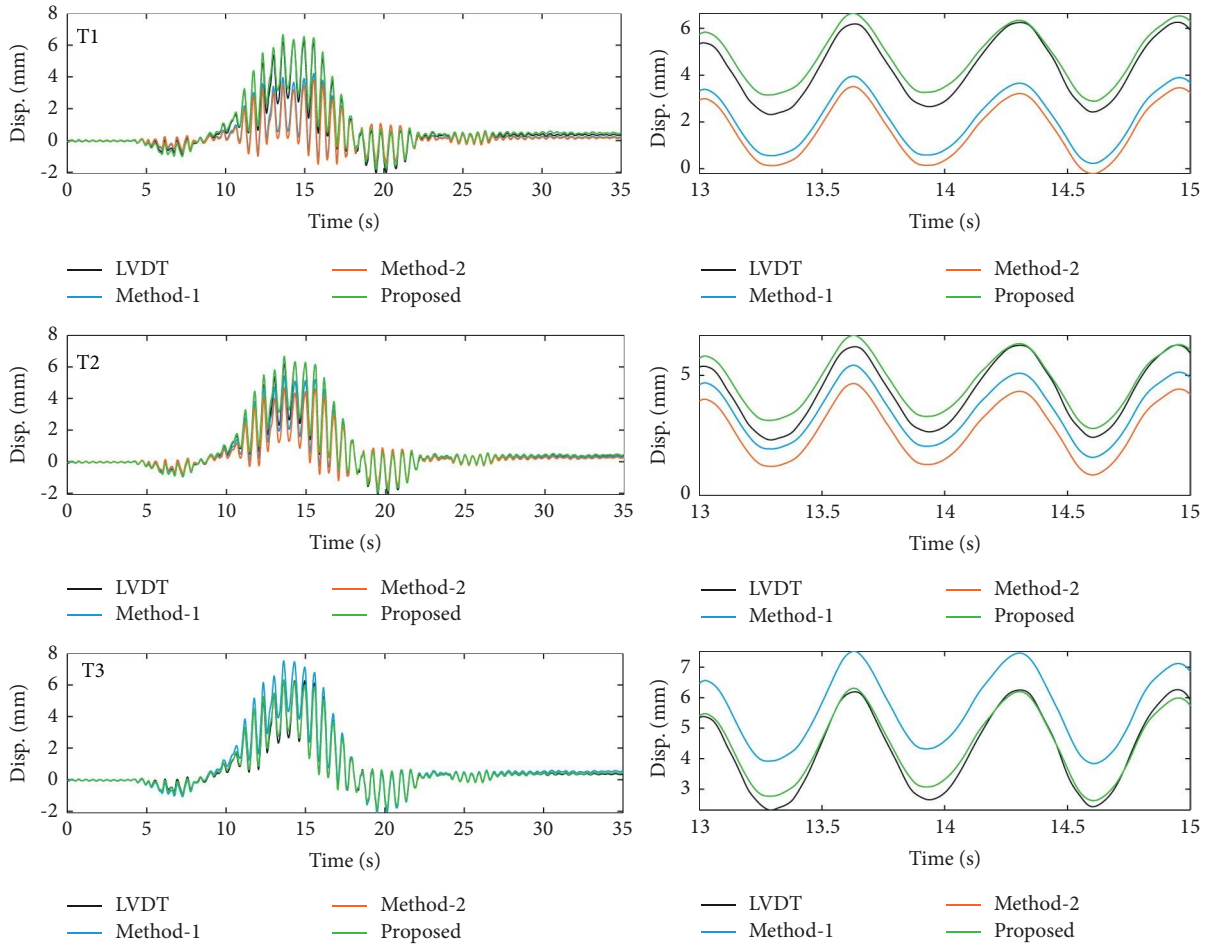 8
6
4
2
0
-2
Disp. (mm)
T1
0 5 10 15 20 25 30 35
Time (s)
LVDT Method-2
Method-1 Proposed
6
4
2
0
Disp. (mm)
13 13.5 14 14.5 15
Time (s)
LVDT Method-2
Method-1 Proposed
8
6
4
2
0
-2
Disp. (mm)
T2
0 5 10 15 20 25 30 35
Time (s)
LVDT Method-2
Method-1 Proposed
5
0
Disp. (mm)
13 13.5 14 14.5 15
Time (s)
LVDT Method-2
Method-1 Proposed
8
6
4
2
0
-2
Disp. (mm)
T3
0 5 10 15 20 25 30 35
Time (s)
LVDT Method-2
Method-1 Proposed
7
6
5
4
3
Disp. (mm)
13 13.5 14 14.5 15
Time (s)
LVDT Method-2
Method-1 Proposed